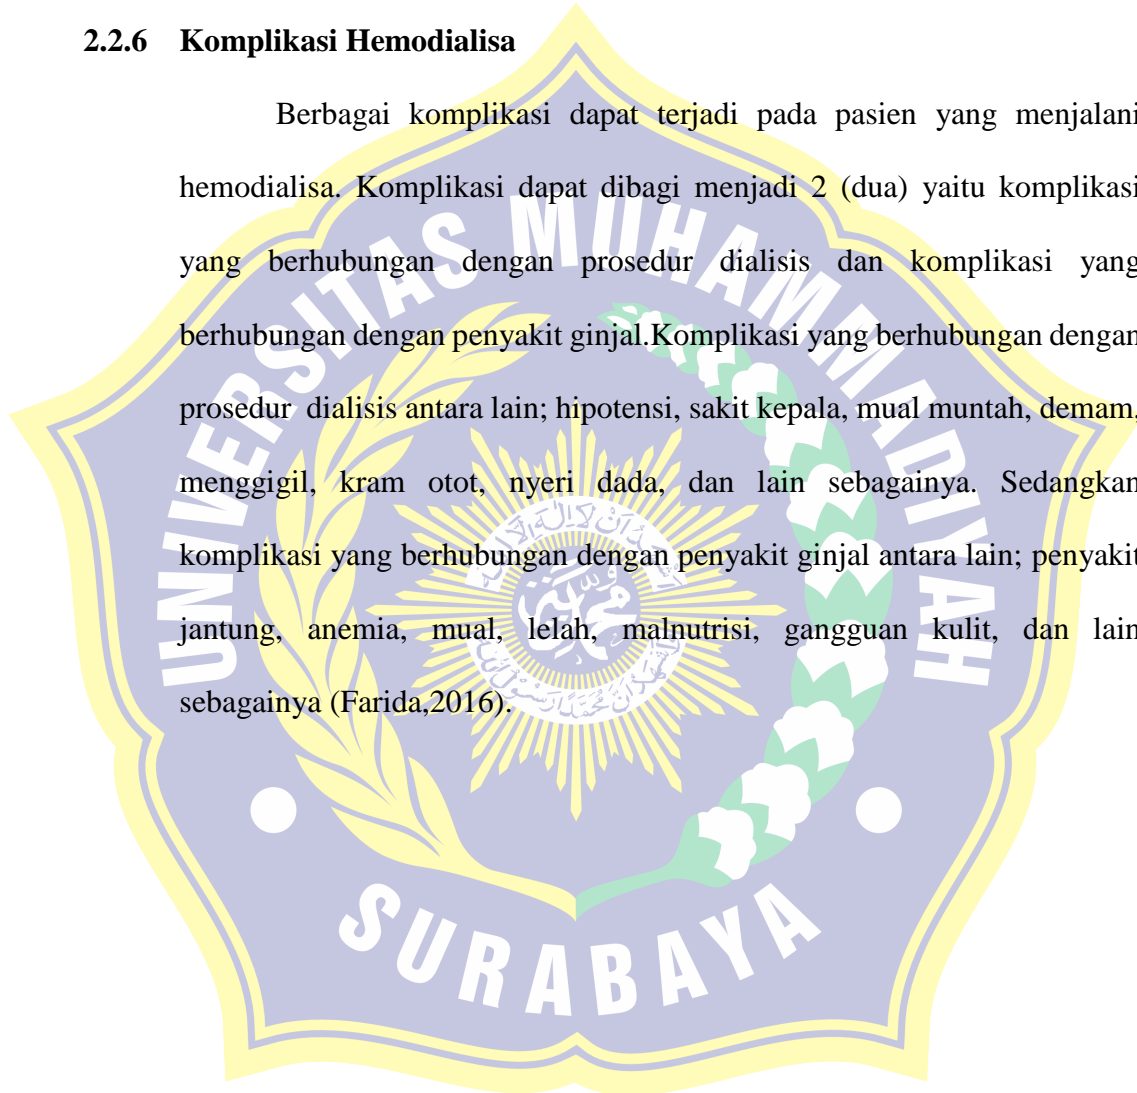 2.2.6 Komplikasi Hemodialisa
Berbagai komplikasi dapat terjadi pada pasien yang menjalani
hemodialisa. Komplikasi dapat dibagi menjadi 2 (dua) yaitu komplikasi
yang berhubungan dengan prosedur dialisis dan komplikasi yang
berhubungan dengan penyakit ginjal.Komplikasi yang berhubungan dengan
prosedur dialisis antara lain; hipotensi, sakit kepala, mual muntah, demam,
menggigil, kram otot, nyeri dada, dan lain sebagainya. Sedangkan
komplikasi yang berhubungan dengan penyakit ginjal antara lain; penyakit
jantung, anemia, mual, lelah, malnutrisi, gangguan kulit, dan lain
sebagainya (Farida,2016).
UNIVERSITAS MUHAMMADIYAH
SURABAYA
محمد